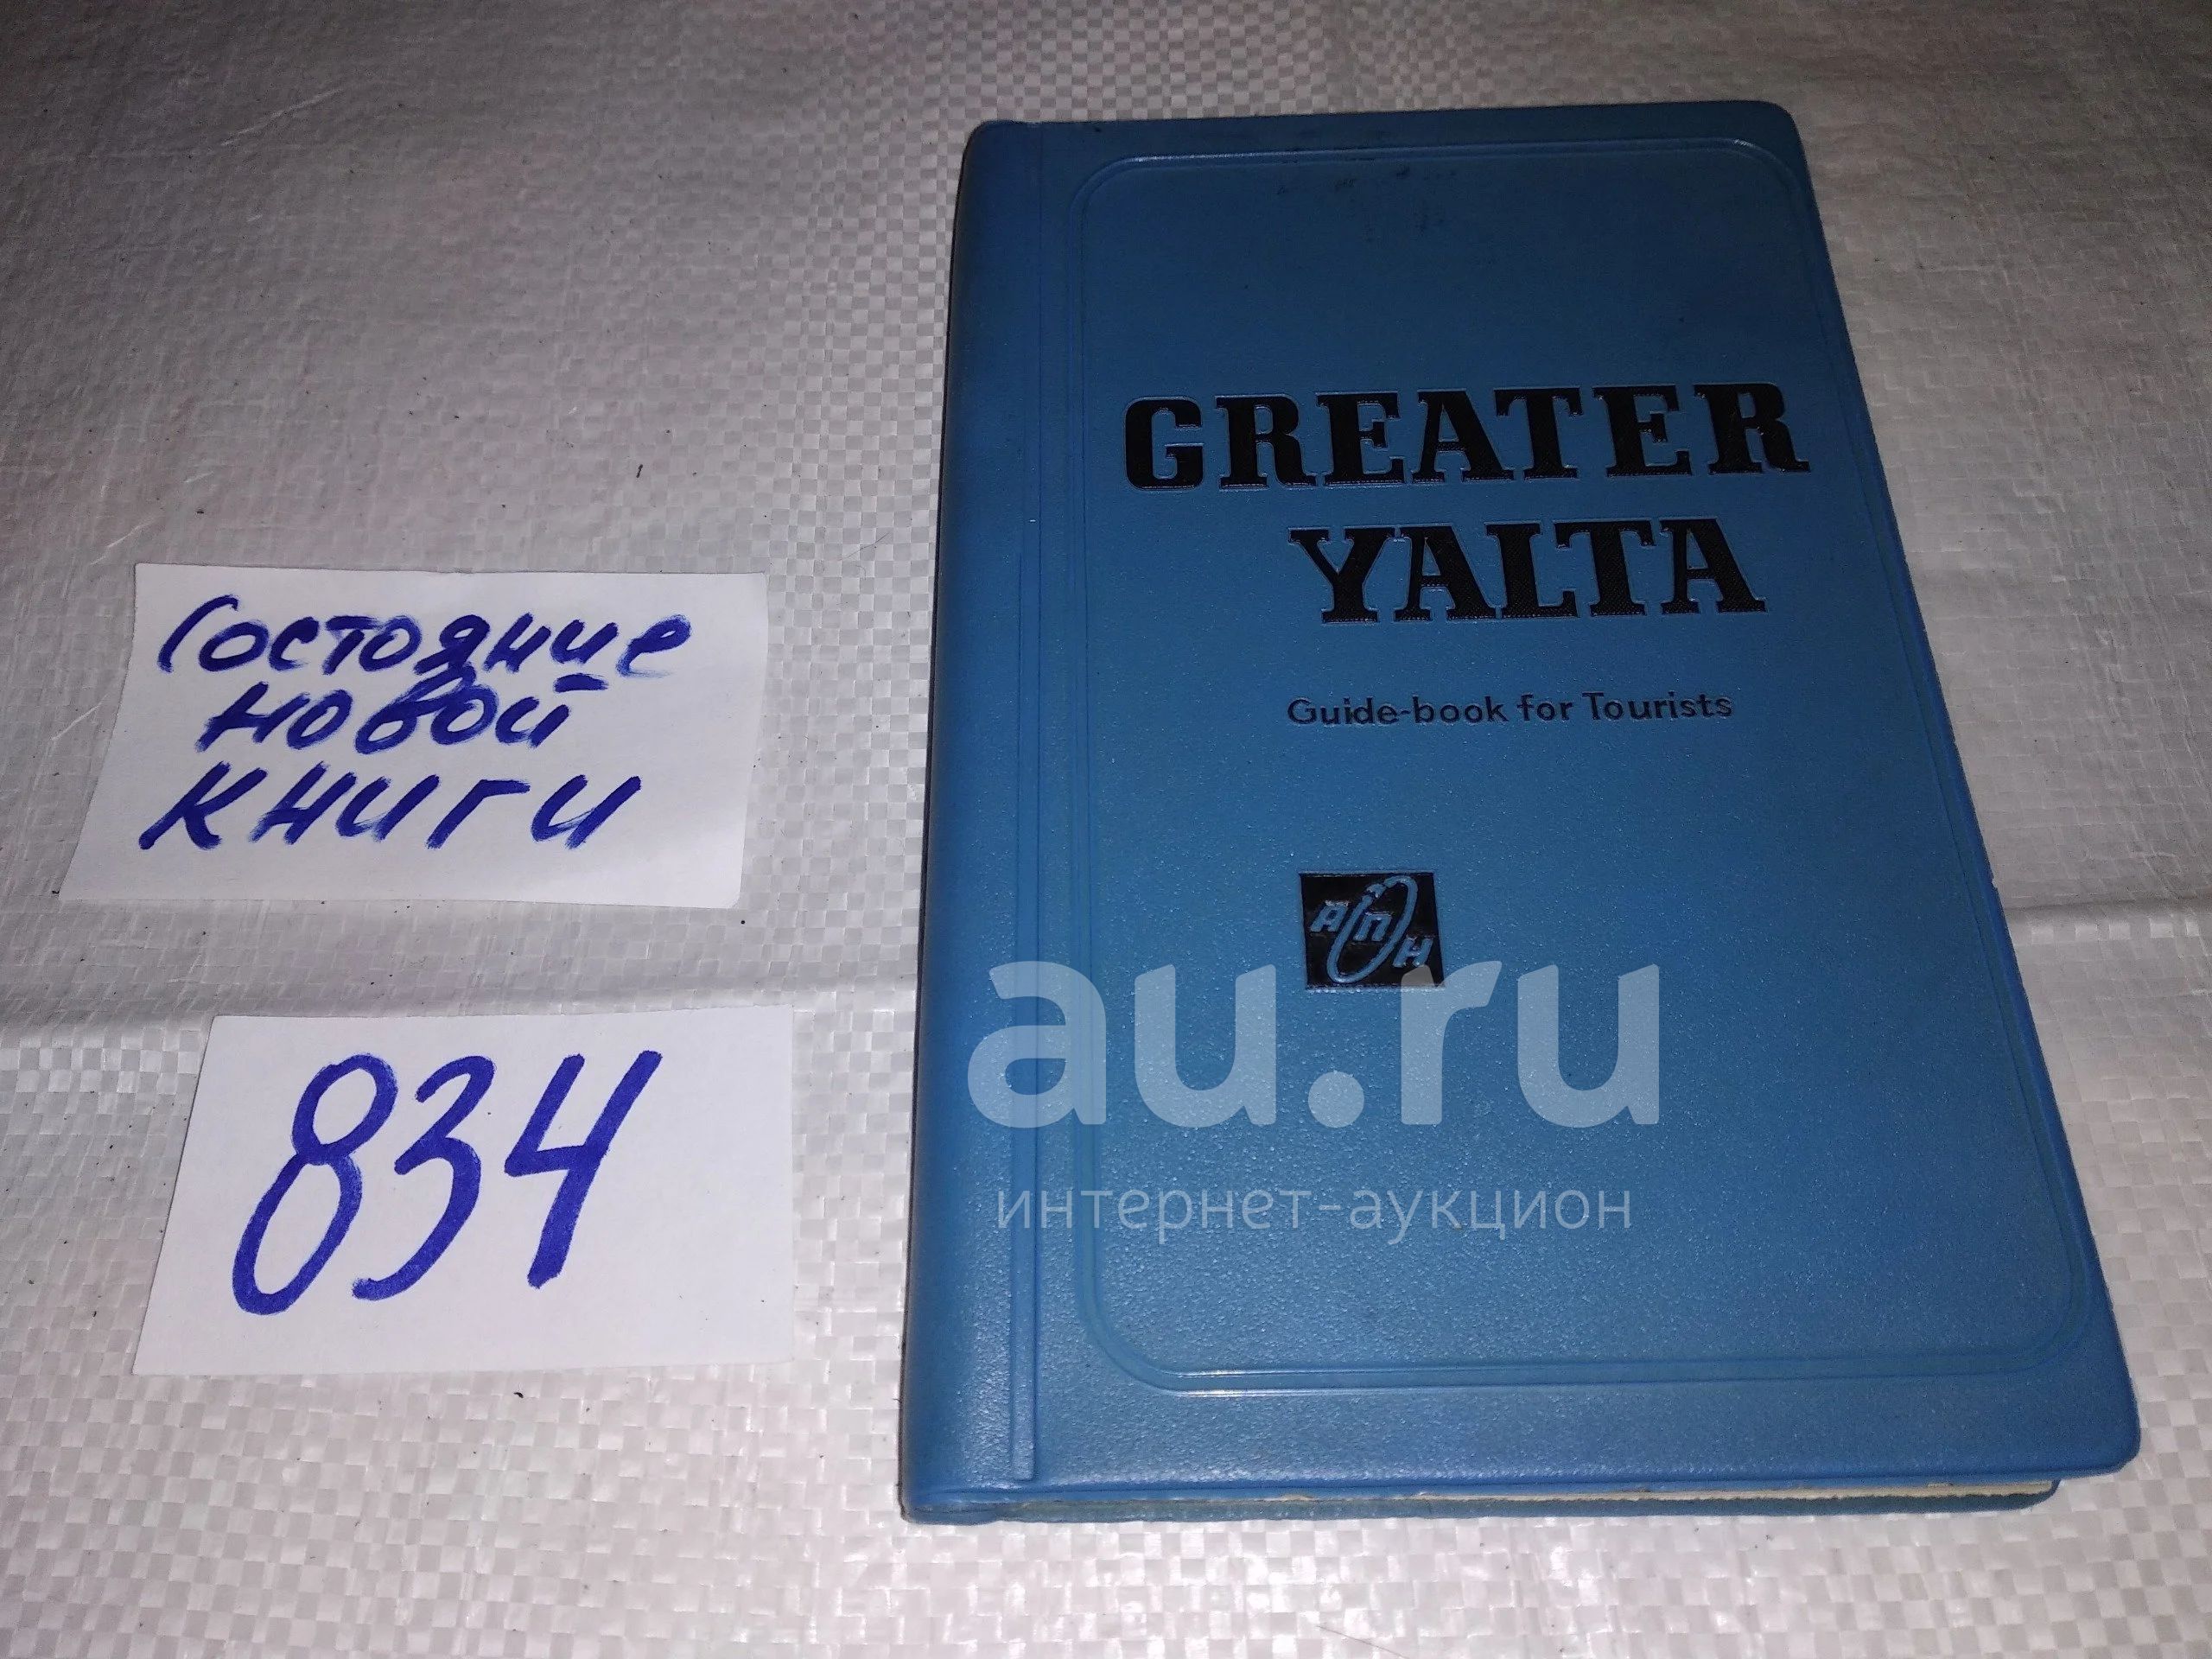 GREATER
YALTA
Guide-book for Tourists
АПН
Состояние
новой
книги
834
au.ru
интернет-аукцион